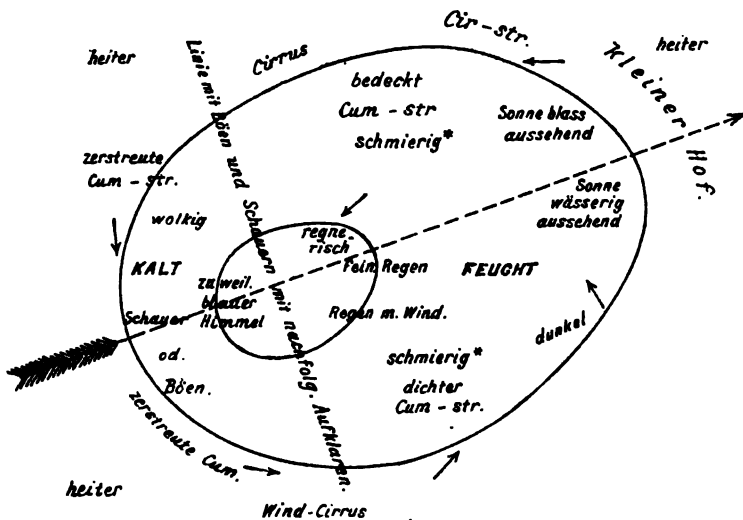 Cir-str.
heiter
heiter
Kleiner Hof.
Cirrus
Linie mit Böen und Schauern mit nachfolg. Aufklaren.
bedeckt
Cum-str
schmierig*
Sonne blass
aussehend
zerstreute
Cum-str.
wolkig
Sonne
wässerig
aussehend
regne-
risch
KALT
zuweil.
blauer
Himmel
Fein Regen
FEUCHT
Schauer
od.
Böen.
Regen m. Wind.
dunkel
schmierig*
dichter
Cum-str.
zerstreute Cum.
heiter
Wind-Cirrus